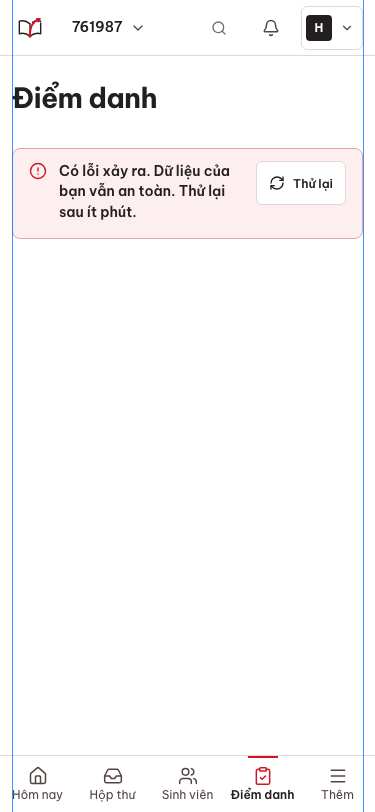 761987
H
Điểm danh
Có lỗi xảy ra. Dữ liệu của
bạn vẫn an toàn. Thử lại
sau ít phút.
Thử lại
Hôm nay
Hộp thư
Sinh viên
Điểm danh
Thêm